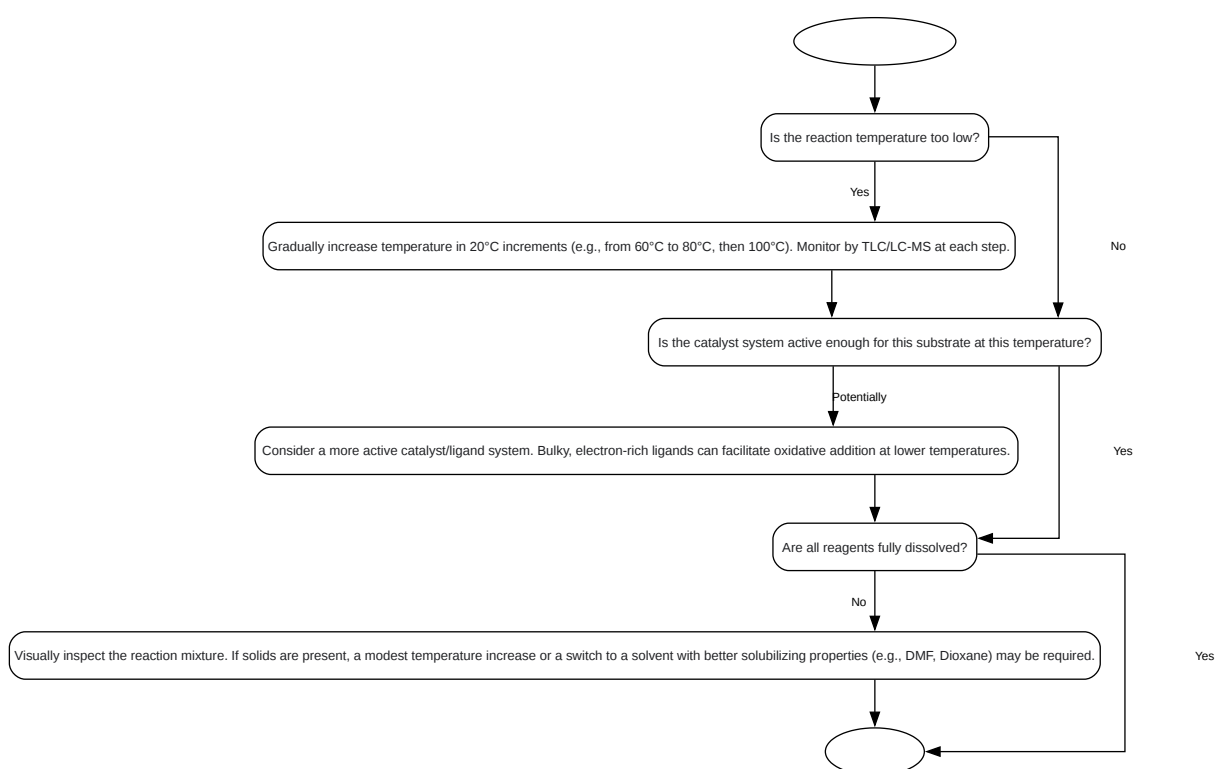 Is the reaction temperature too low?
Yes
Gradually increase temperature in 20°C increments (e.g., from 60°C to 80°C, then 100°C). Monitor by TLC/LC-MS at each step.
No
Is the catalyst system active enough for this substrate at this temperature?
Potentially
Consider a more active catalyst/ligand system. Bulky, electron-rich ligands can facilitate oxidative addition at lower temperatures.
Yes
Are all reagents fully dissolved?
No
Visually inspect the reaction mixture. If solids are present, a modest temperature increase or a switch to a solvent with better solubilizing properties (e.g., DMF, Dioxane) may be required.
Yes